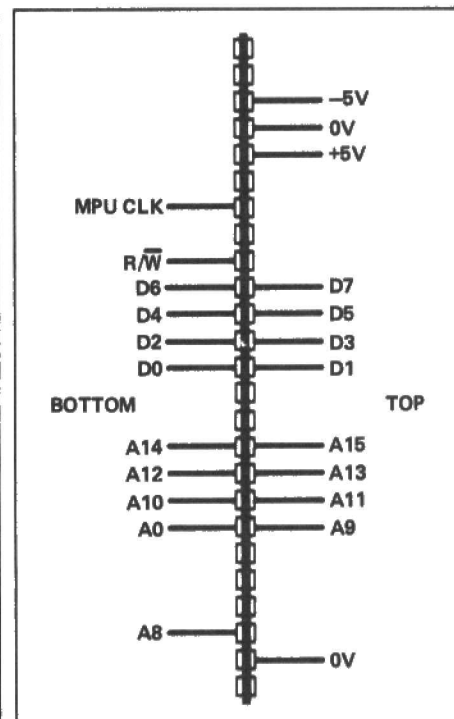 –5V
0V
+5V
MPU CLK
R/W̅
D6 D7
D4 D5
D2 D3
D0 D1
BOTTOM TOP
A14 A15
A12 A13
A10 A11
A0 A9
A8
0V